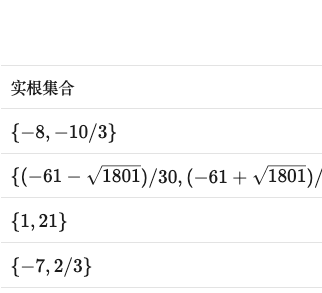 实根集合
{−8, −10/3}
{(−61 − √1801)/30, (−61 + √1801)/
{1, 21}
{−7, 2/3}